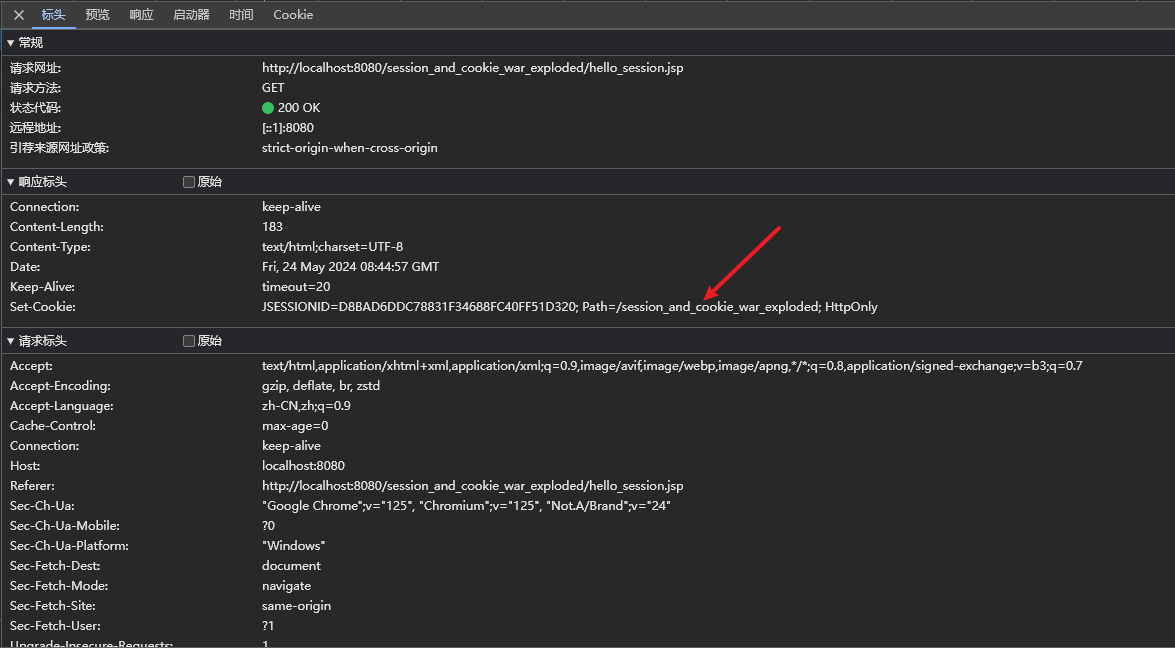 标头 预览 响应 启动器 时间 Cookie
常规
请求网址: http://localhost:8080/session_and_cookie_war_exploded/hello_session.jsp
请求方法: GET
状态代码: 200 OK
远程地址: [::1]:8080
引荐来源网址政策: strict-origin-when-cross-origin
响应标头 原始
Connection: keep-alive
Content-Length: 183
Content-Type: text/html;charset=UTF-8
Date: Fri, 24 May 2024 08:44:57 GMT
Keep-Alive: timeout=20
Set-Cookie: JSESSIONID=D8BAD6DDC78831F34688FC40FF51D320; Path=/session_and_cookie_war_exploded; HttpOnly
请求标头 原始
Accept: text/html,application/xhtml+xml,application/xml;q=0.9,image/avif,image/webp,image/apng,*/*;q=0.8,application/signed-exchange;v=b3;q=0.7
Accept-Encoding: gzip, deflate, br, zstd
Accept-Language: zh-CN,zh;q=0.9
Cache-Control: max-age=0
Connection: keep-alive
Host: localhost:8080
Referer: http://localhost:8080/session_and_cookie_war_exploded/hello_session.jsp
Sec-Ch-Ua: "Google Chrome";v="125", "Chromium";v="125", "Not.A/Brand";v="24"
Sec-Ch-Ua-Mobile: ?0
Sec-Ch-Ua-Platform: "Windows"
Sec-Fetch-Dest: document
Sec-Fetch-Mode: navigate
Sec-Fetch-Site: same-origin
Sec-Fetch-User: ?1
Upgrade-Insecure-Requests: 1